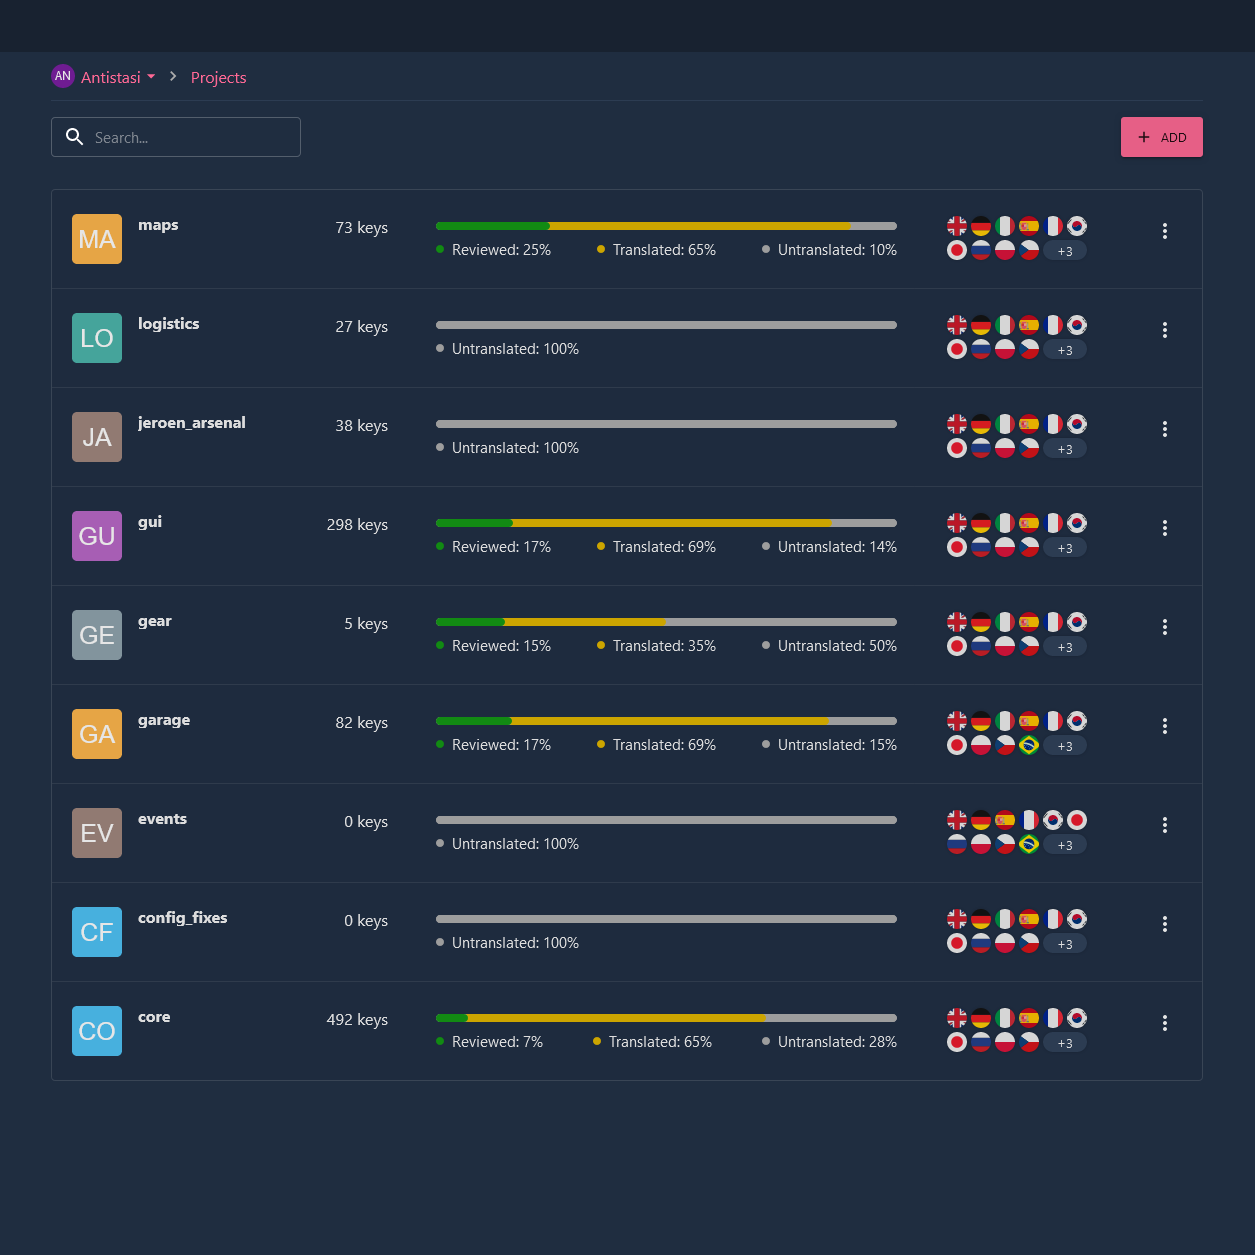 AN Antistasi Projects
Search...
ADD
MA maps 73 keys
Reviewed: 25% Translated: 65% Untranslated: 10% +3
LO logistics 27 keys
Untranslated: 100% +3
JA jeroen_arsenal 38 keys
Untranslated: 100% +3
GU gui 298 keys
Reviewed: 17% Translated: 69% Untranslated: 14% +3
GE gear 5 keys
Reviewed: 15% Translated: 35% Untranslated: 50% +3
GA garage 82 keys
Reviewed: 17% Translated: 69% Untranslated: 15% +3
EV events 0 keys
Untranslated: 100% +3
CF config_fixes 0 keys
Untranslated: 100% +3
CO core 492 keys
Reviewed: 7% Translated: 65% Untranslated: 28% +3